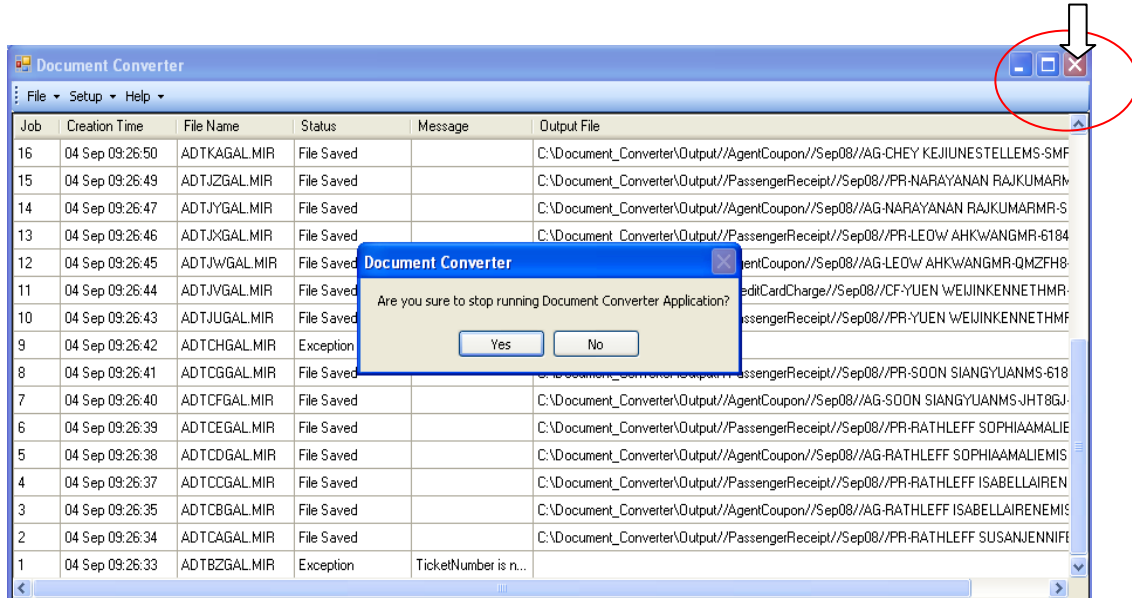 Document Converter
File Setup Help
Job Creation Time File Name Status Message Output File
16 04 Sep 09:26:50 ADTKAGAL.MIR File Saved C:\Document_Converter\Output//AgentCoupon//Sep08//AG-CHEY KEJIUNESTELLEMS-SMF
15 04 Sep 09:26:49 ADTJZGAL.MIR File Saved C:\Document_Converter\Output//PassengerReceipt//Sep08//PR-NARAYANAN RAJKUMARM
14 04 Sep 09:26:47 ADTJYGAL.MIR File Saved C:\Document_Converter\Output//AgentCoupon//Sep08//AG-NARAYANAN RAJKUMARMR-S
13 04 Sep 09:26:46 ADTJXGAL.MIR File Saved C:\Document_Converter\Output//PassengerReceipt//Sep08//PR-LEOW AHKWANGMR-6184
12 04 Sep 09:26:45 ADTJWGAL.MIR File Saved gentCoupon//Sep08//AG-LEOW AHKWANGMR-QMZFH8-
11 04 Sep 09:26:44 ADTJVGAL.MIR File Saved editCardCharge//Sep08//CF-YUEN WEIJINKENNETHMR-
10 04 Sep 09:26:43 ADTJUGAL.MIR File Saved assengerReceipt//Sep08//PR-YUEN WEIJINKENNETHMF
9 04 Sep 09:26:42 ADTCHGAL.MIR Exception
8 04 Sep 09:26:41 ADTCGGAL.MIR File Saved assengerReceipt//Sep08//PR-SOON SIANGYUANMS-618
7 04 Sep 09:26:40 ADTCFGAL.MIR File Saved C:\Document_Converter\Output//AgentCoupon//Sep08//AG-SOON SIANGYUANMS-JHT8GJ-
6 04 Sep 09:26:39 ADTCEGAL.MIR File Saved C:\Document_Converter\Output//PassengerReceipt//Sep08//PR-RATHLEFF SOPHIAAMALIE
5 04 Sep 09:26:38 ADTCDGAL.MIR File Saved C:\Document_Converter\Output//AgentCoupon//Sep08//AG-RATHLEFF SOPHIAAMALIEMIS
4 04 Sep 09:26:37 ADTCCGAL.MIR File Saved C:\Document_Converter\Output//PassengerReceipt//Sep08//PR-RATHLEFF ISABELLAIREN
3 04 Sep 09:26:35 ADTCBGAL.MIR File Saved C:\Document_Converter\Output//AgentCoupon//Sep08//AG-RATHLEFF ISABELLAIRENEMIS
2 04 Sep 09:26:34 ADTCAGAL.MIR File Saved C:\Document_Converter\Output//PassengerReceipt//Sep08//PR-RATHLEFF SUSANJENNIFE
1 04 Sep 09:26:33 ADTBZGAL.MIR Exception TicketNumber is n...
Document Converter
Are you sure to stop running Document Converter Application?
Yes No